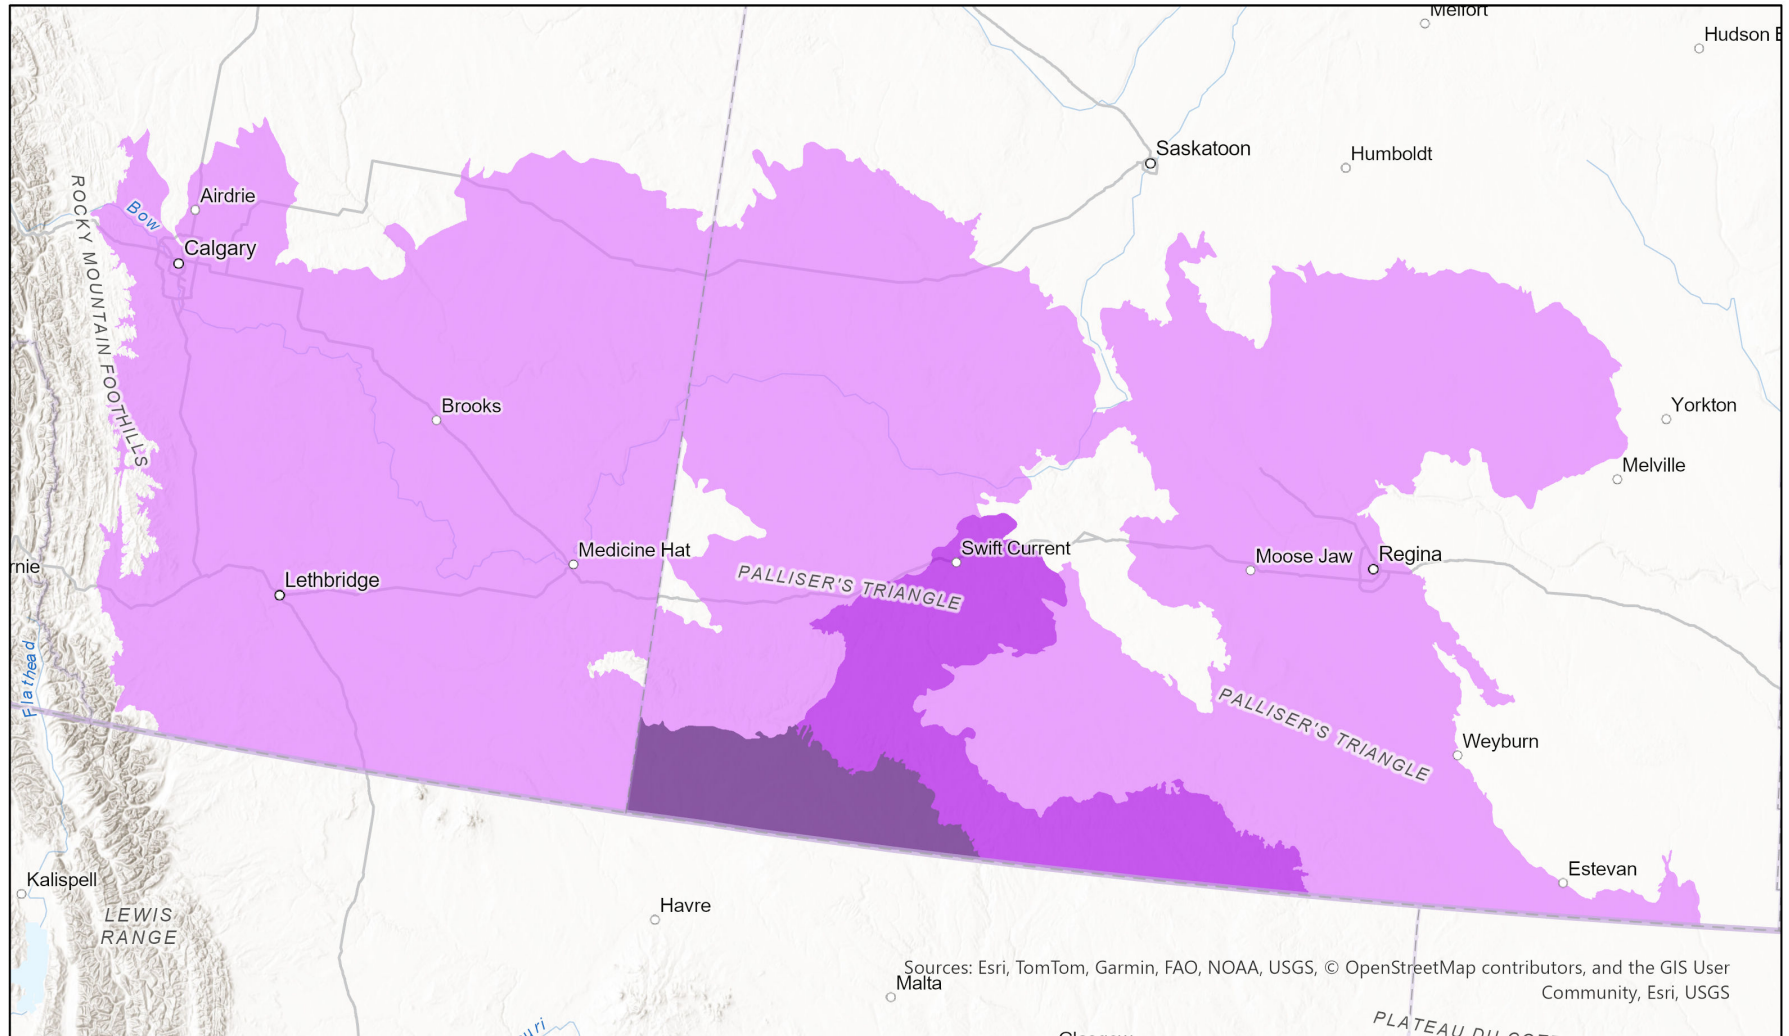 Melfort
Hudson
Saskatoon
Humboldt
Airdrie
Bow
Calgary
ROCKY MOUNTAIN FOOTHILLS
Brooks
Yorkton
Melville
Medicine Hat
Swift Current
Moose Jaw
Regina
rnie
Lethbridge
PALLISER'S TRIANGLE
Flathead
PALLISER'S TRIANGLE
Weyburn
Estevan
Kalispell
LEWIS
RANGE
Havre
Sources: Esri, TomTom, Garmin, FAO, NOAA, USGS, © OpenStreetMap contributors, and the GIS User
Community, Esri, USGS
Malta
uri
PLATEAU DU